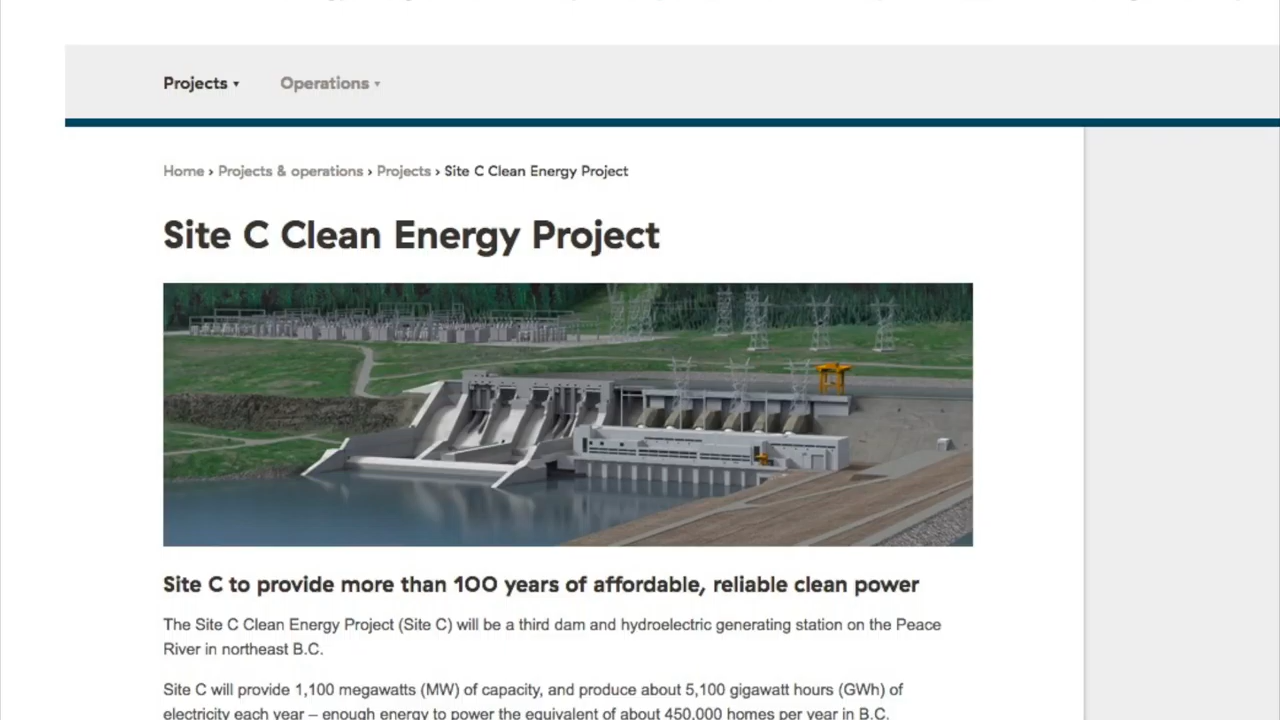 Projects ▾ Operations ▾
Home › Projects & operations › Projects › Site C Clean Energy Project
Site C Clean Energy Project
Site C to provide more than 100 years of affordable, reliable clean power
The Site C Clean Energy Project (Site C) will be a third dam and hydroelectric generating station on the Peace
River in northeast B.C.
Site C will provide 1,100 megawatts (MW) of capacity, and produce about 5,100 gigawatt hours (GWh) of
electricity each year – enough energy to power the equivalent of about 450,000 homes per year in B.C.